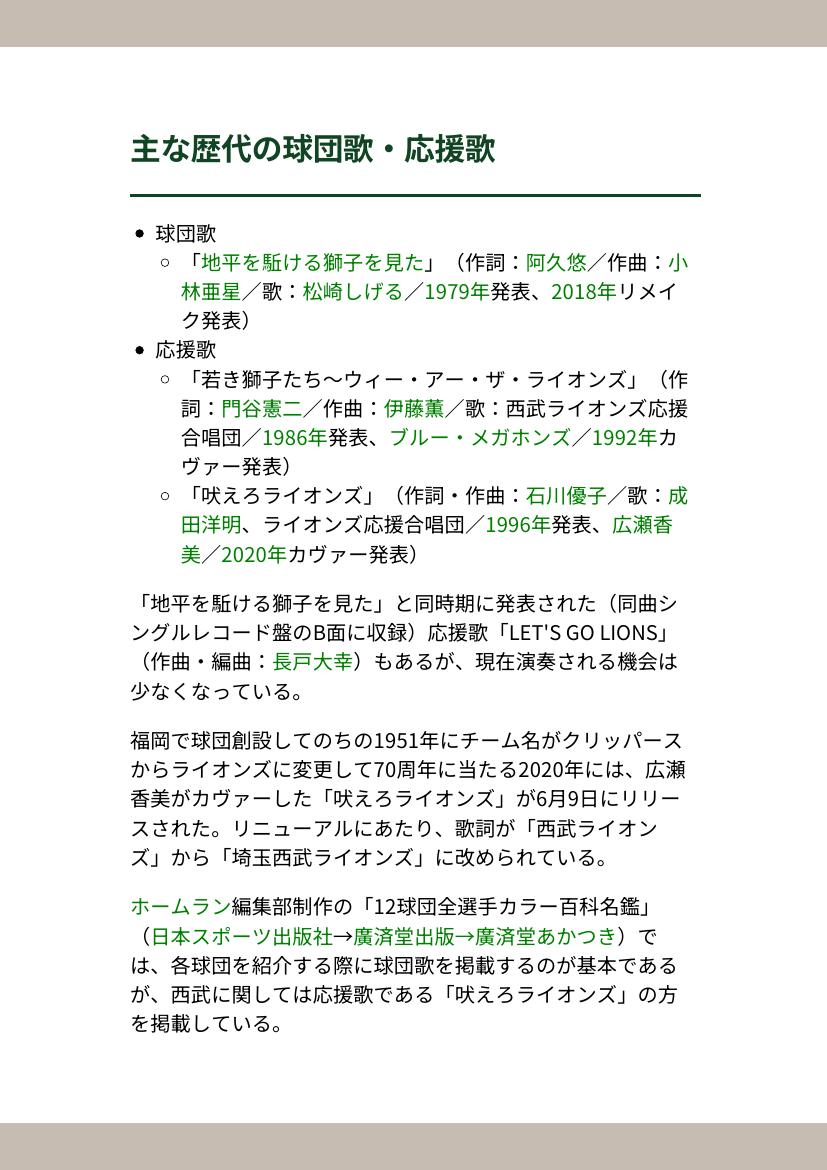 主な歴代の球団歌・応援歌
球団歌
「地平を駈ける獅子を見た」（作詞：阿久悠／作曲：小
林亜星／歌：松崎しげる／1979年発表、2018年リメイ
ク発表）
応援歌
「若き獅子たち～ウィー・アー・ザ・ライオンズ」（作
詞：門谷憲二／作曲：伊藤薫／歌：西武ライオンズ応援
合唱団／1986年発表、ブルー・メガホンズ／1992年カ
ヴァー発表）
「吠えろライオンズ」（作詞・作曲：石川優子／歌：成
田洋明、ライオンズ応援合唱団／1996年発表、広瀬香
美／2020年カヴァー発表）
「地平を駈ける獅子を見た」と同時期に発表された（同曲シ
ングルレコード盤のB面に収録）応援歌「LET'S GO LIONS」
（作曲・編曲：長戸大幸）もあるが、現在演奏される機会は
少なくなっている。
福岡で球団創設してのちの1951年にチーム名がクリッパース
からライオンズに変更して70周年に当たる2020年には、広瀬
香美がカヴァーした「吠えろライオンズ」が6月9日にリリー
スされた。リニューアルにあたり、歌詞が「西武ライオン
ズ」から「埼玉西武ライオンズ」に改められている。
ホームラン編集部制作の「12球団全選手カラー百科名鑑」
（日本スポーツ出版社→廣済堂出版→廣済堂あかつき）で
は、各球団を紹介する際に球団歌を掲載するのが基本である
が、西武に関しては応援歌である「吠えろライオンズ」の方
を掲載している。